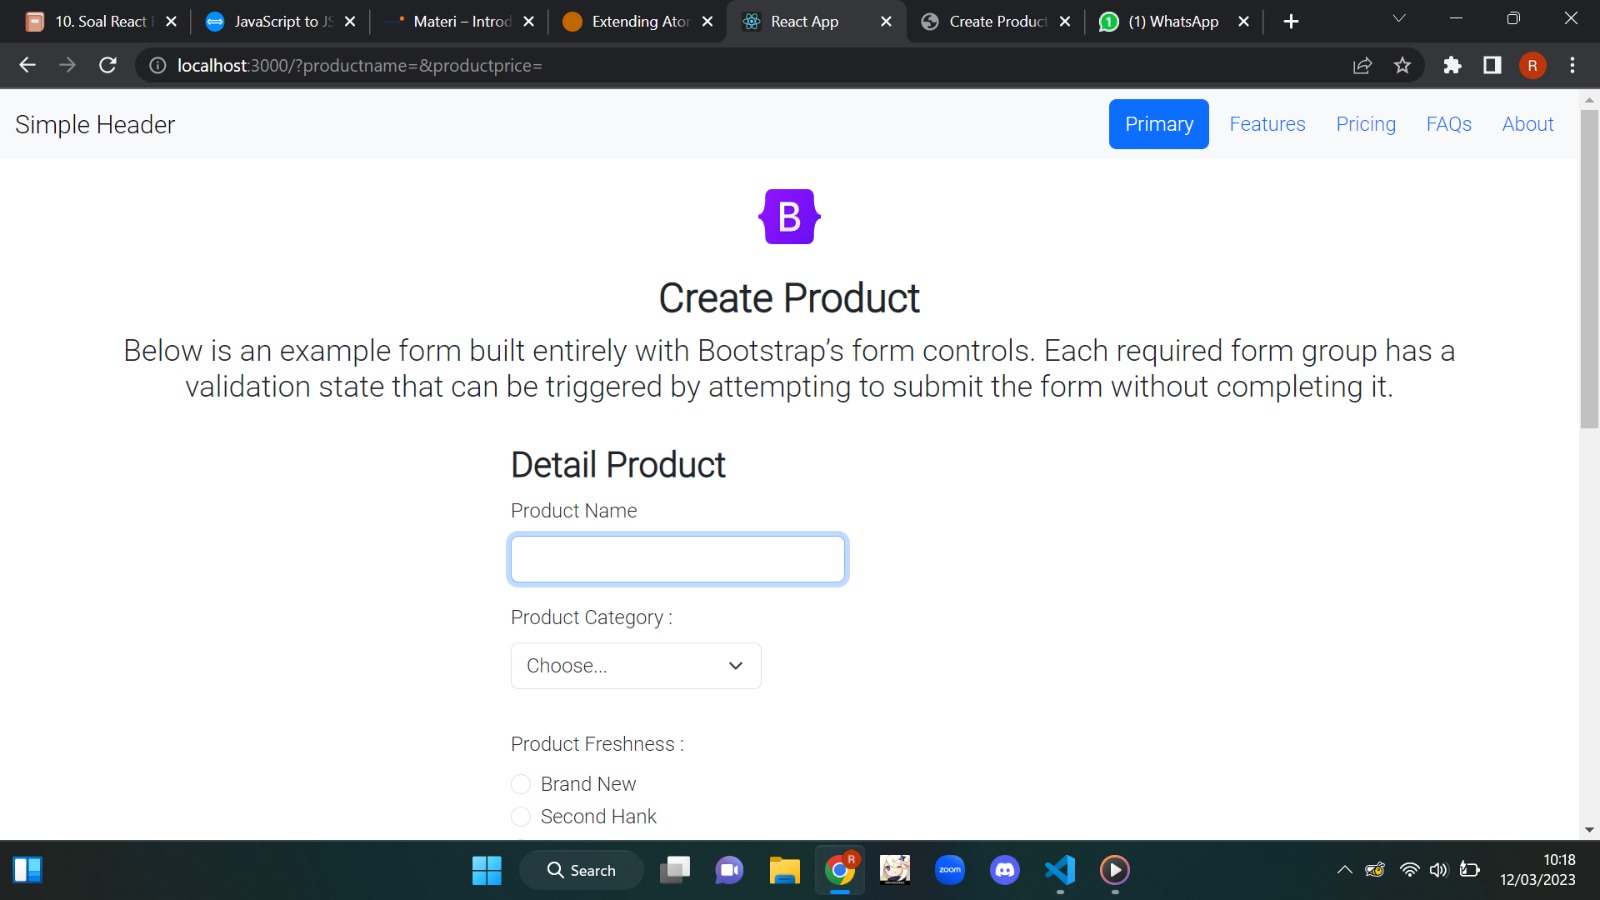 10. Soal React
JavaScript to JS
Materi – Introd
Extending Ato
React App
Create Product
(1) WhatsApp
localhost:3000/?productname=&productprice=
R
Simple Header
Primary
Features
Pricing
FAQs
About
B
Create Product
Below is an example form built entirely with Bootstrap’s form controls. Each required form group has a
validation state that can be triggered by attempting to submit the form without completing it.
Detail Product
Product Name
Product Category :
Choose...
Product Freshness :
Brand New
Second Hank
Search
R
zoom
10:18
12/03/2023